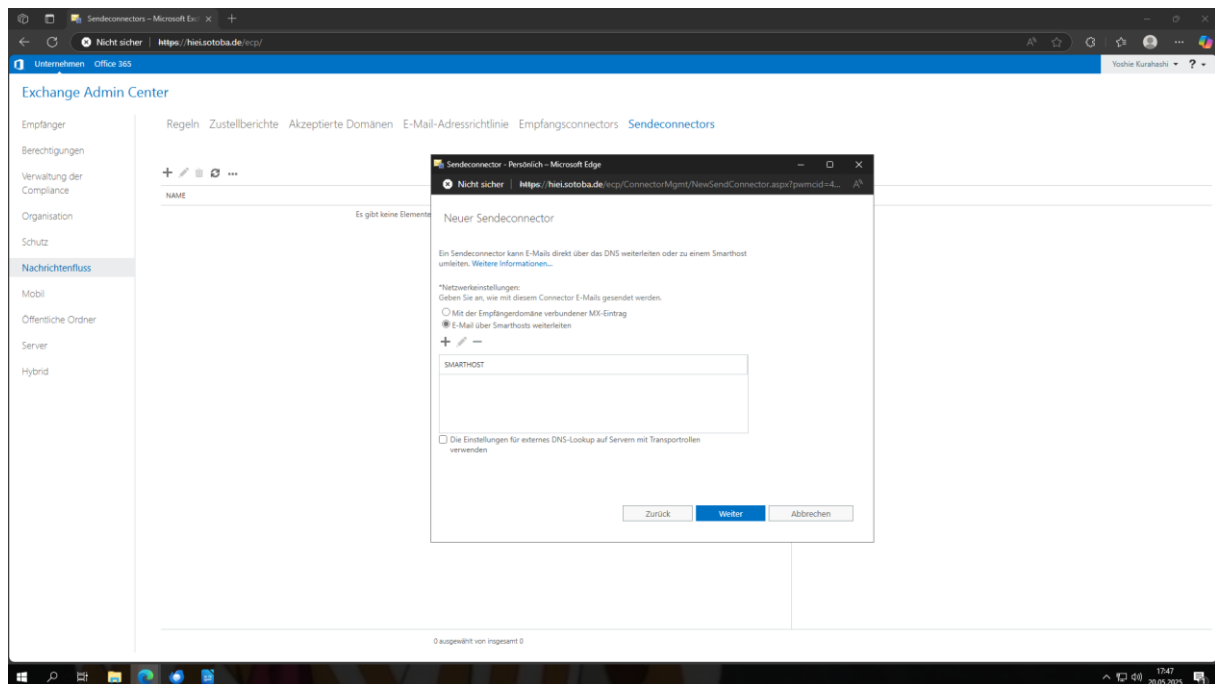 Sendeconnectors – Microsoft Exc
Nicht sicher https://hiei.sotoba.de/ecp/
Unternehmen Office 365 Yoshie Kurahashi ?
Exchange Admin Center
Empfänger
Berechtigungen
Verwaltung der
Compliance
Organisation
Schutz
Nachrichtenfluss
Mobil
Öffentliche Ordner
Server
Hybrid
Regeln Zustellberichte Akzeptierte Domänen E-Mail-Adressrichtlinie Empfangsconnectors Sendeconnectors
NAME
Es gibt keine Elemente
Sendeconnector - Persönlich – Microsoft Edge
Nicht sicher https://hiei.sotoba.de/ecp/ConnectorMgmt/NewSendConnector.aspx?pwmcid=4...
Neuer Sendeconnector
Ein Sendeconnector kann E-Mails direkt über das DNS weiterleiten oder zu einem Smarthost
umleiten. Weitere Informationen...
*Netzwerkeinstellungen:
Geben Sie an, wie mit diesem Connector E-Mails gesendet werden.
Mit der Empfängerdomäne verbundener MX-Eintrag
E-Mail über Smarthosts weiterleiten
SMARTHOST
Die Einstellungen für externes DNS-Lookup auf Servern mit Transportrollen
verwenden
Zurück Weiter Abbrechen
0 ausgewählt von insgesamt 0
17:47
20.05.2025